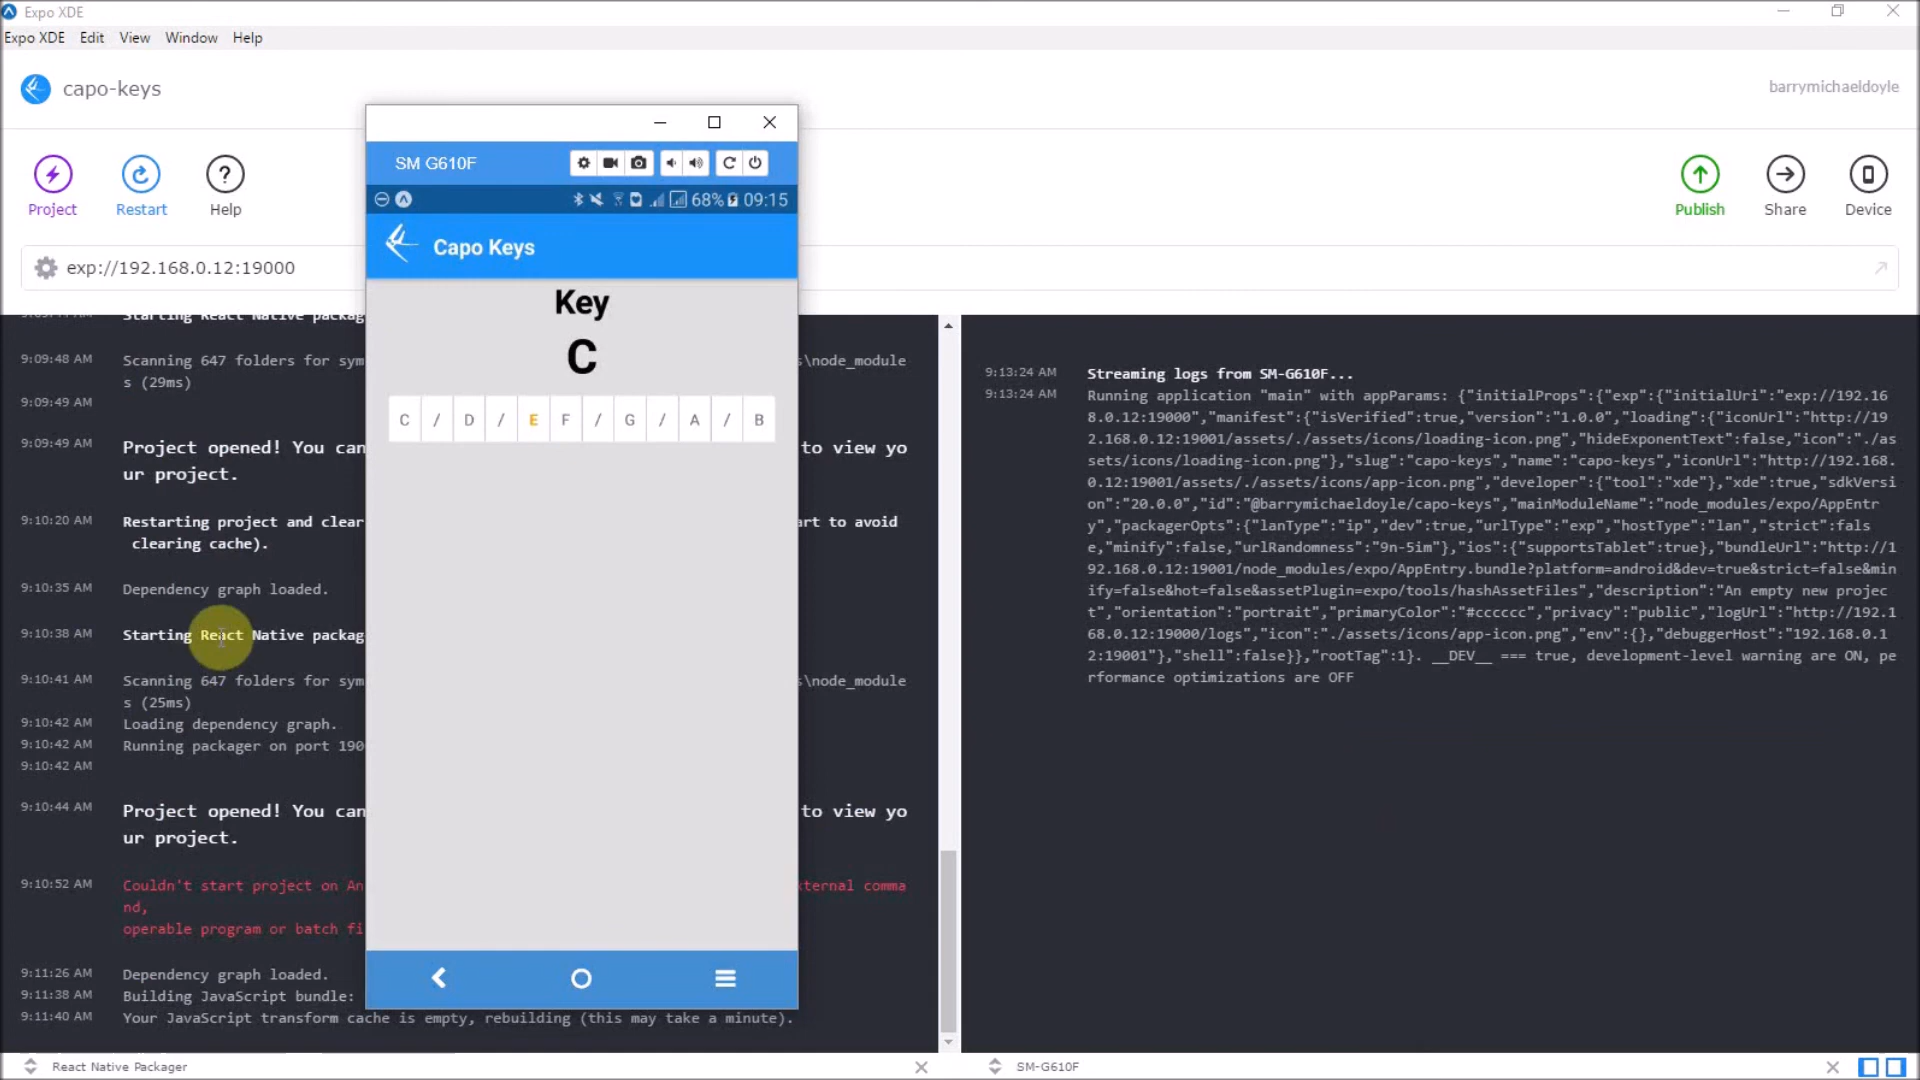 Expo XDE
Expo XDE Edit View Window Help
capo-keys
barrymichaeldoyle
Project
Restart
Help
Publish
Share
Device
exp://192.168.0.12:19000
Starting React Native packag
9:09:48 AM Scanning 647 folders for sym
s\node_module
s (29ms)
9:09:49 AM
9:09:49 AM Project opened! You can
to view yo
ur project.
9:10:20 AM Restarting project and clear
art to avoid
clearing cache).
9:10:35 AM Dependency graph loaded.
9:10:38 AM Starting React Native packag
9:10:41 AM Scanning 647 folders for sym
s\node_module
s (25ms)
9:10:42 AM Loading dependency graph.
9:10:42 AM Running packager on port 190
9:10:42 AM
9:10:44 AM Project opened! You can
to view yo
ur project.
9:10:52 AM Couldn't start project on An
xternal comma
nd,
operable program or batch fi
9:11:26 AM Dependency graph loaded.
9:11:38 AM Building JavaScript bundle:
9:11:40 AM Your JavaScript transform cache is empty, rebuilding (this may take a minute).
SM G610F
68% 09:15
Capo Keys
Key
C
C / D / E F / G / A / B
9:13:24 AM Streaming logs from SM-G610F...
9:13:24 AM Running application "main" with appParams: {"initialProps":{"exp":{"initialUri":"exp://192.16
8.0.12:19000","manifest":{"isVerified":true,"version":"1.0.0","loading":{"iconUrl":"http://19
2.168.0.12:19001/assets/./assets/icons/loading-icon.png","hideExponentText":false,"icon":"./as
sets/icons/loading-icon.png"},"slug":"capo-keys","name":"capo-keys","iconUrl":"http://192.168.
0.12:19001/assets/./assets/icons/app-icon.png","developer":{"tool":"xde"},"xde":true,"sdkVersi
on":"20.0.0","id":"@barrymichaeldoyle/capo-keys","mainModuleName":"node_modules/expo/AppEntr
y","packagerOpts":{"lanType":"ip","dev":true,"urlType":"exp","hostType":"lan","strict":fals
e,"minify":false,"urlRandomness":"9n-5im"},"ios":{"supportsTablet":true},"bundleUrl":"http://1
92.168.0.12:19001/node_modules/expo/AppEntry.bundle?platform=android&dev=true&strict=false&min
ify=false&hot=false&assetPlugin=expo/tools/hashAssetFiles","description":"An empty new projec
t","orientation":"portrait","primaryColor":"#cccccc","privacy":"public","logUrl":"http://192.1
68.0.12:19000/logs","icon":"./assets/icons/app-icon.png","env":{},"debuggerHost":"192.168.0.1
2:19001"},"shell":false}},"rootTag":1}. __DEV__ === true, development-level warning are ON, pe
rformance optimizations are OFF
React Native Packager
SM-G610F